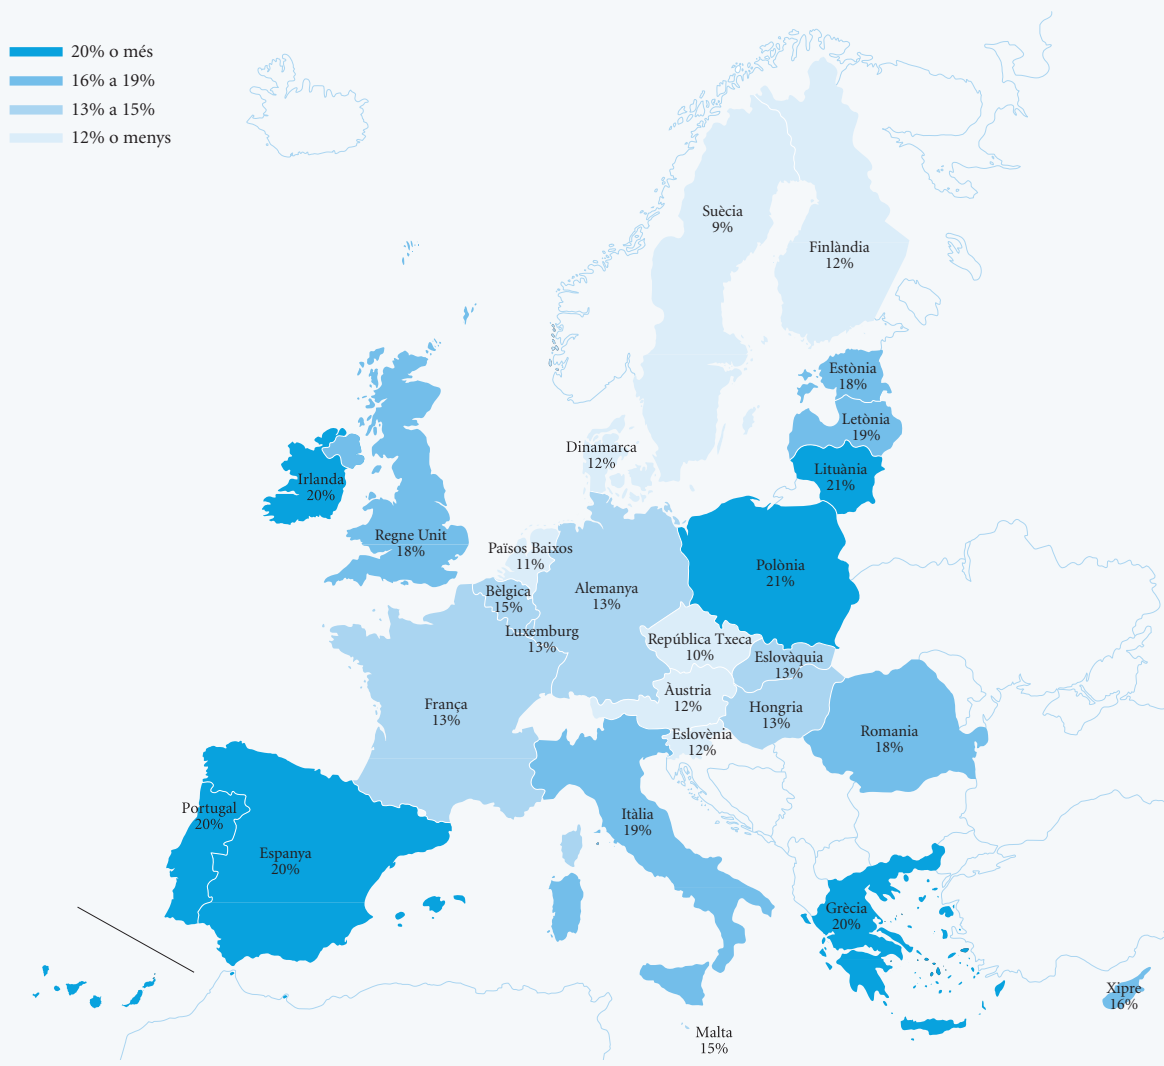 20% o més
16% a 19%
13% a 15%
12% o menys
Suècia
9%
Finlàndia
12%
Estònia
18%
Letònia
19%
Dinamarca
12%
Lituània
21%
Irlanda
20%
Regne Unit
18%
Països Baixos
11%
Polònia
21%
Bèlgica
15%
Alemanya
13%
Luxemburg
13%
República Txeca
10%
Eslovàquia
13%
Àustria
12%
França
13%
Hongria
13%
Eslovènia
12%
Romania
18%
Portugal
20%
Itàlia
19%
Espanya
20%
Grècia
20%
Xipre
16%
Malta
15%